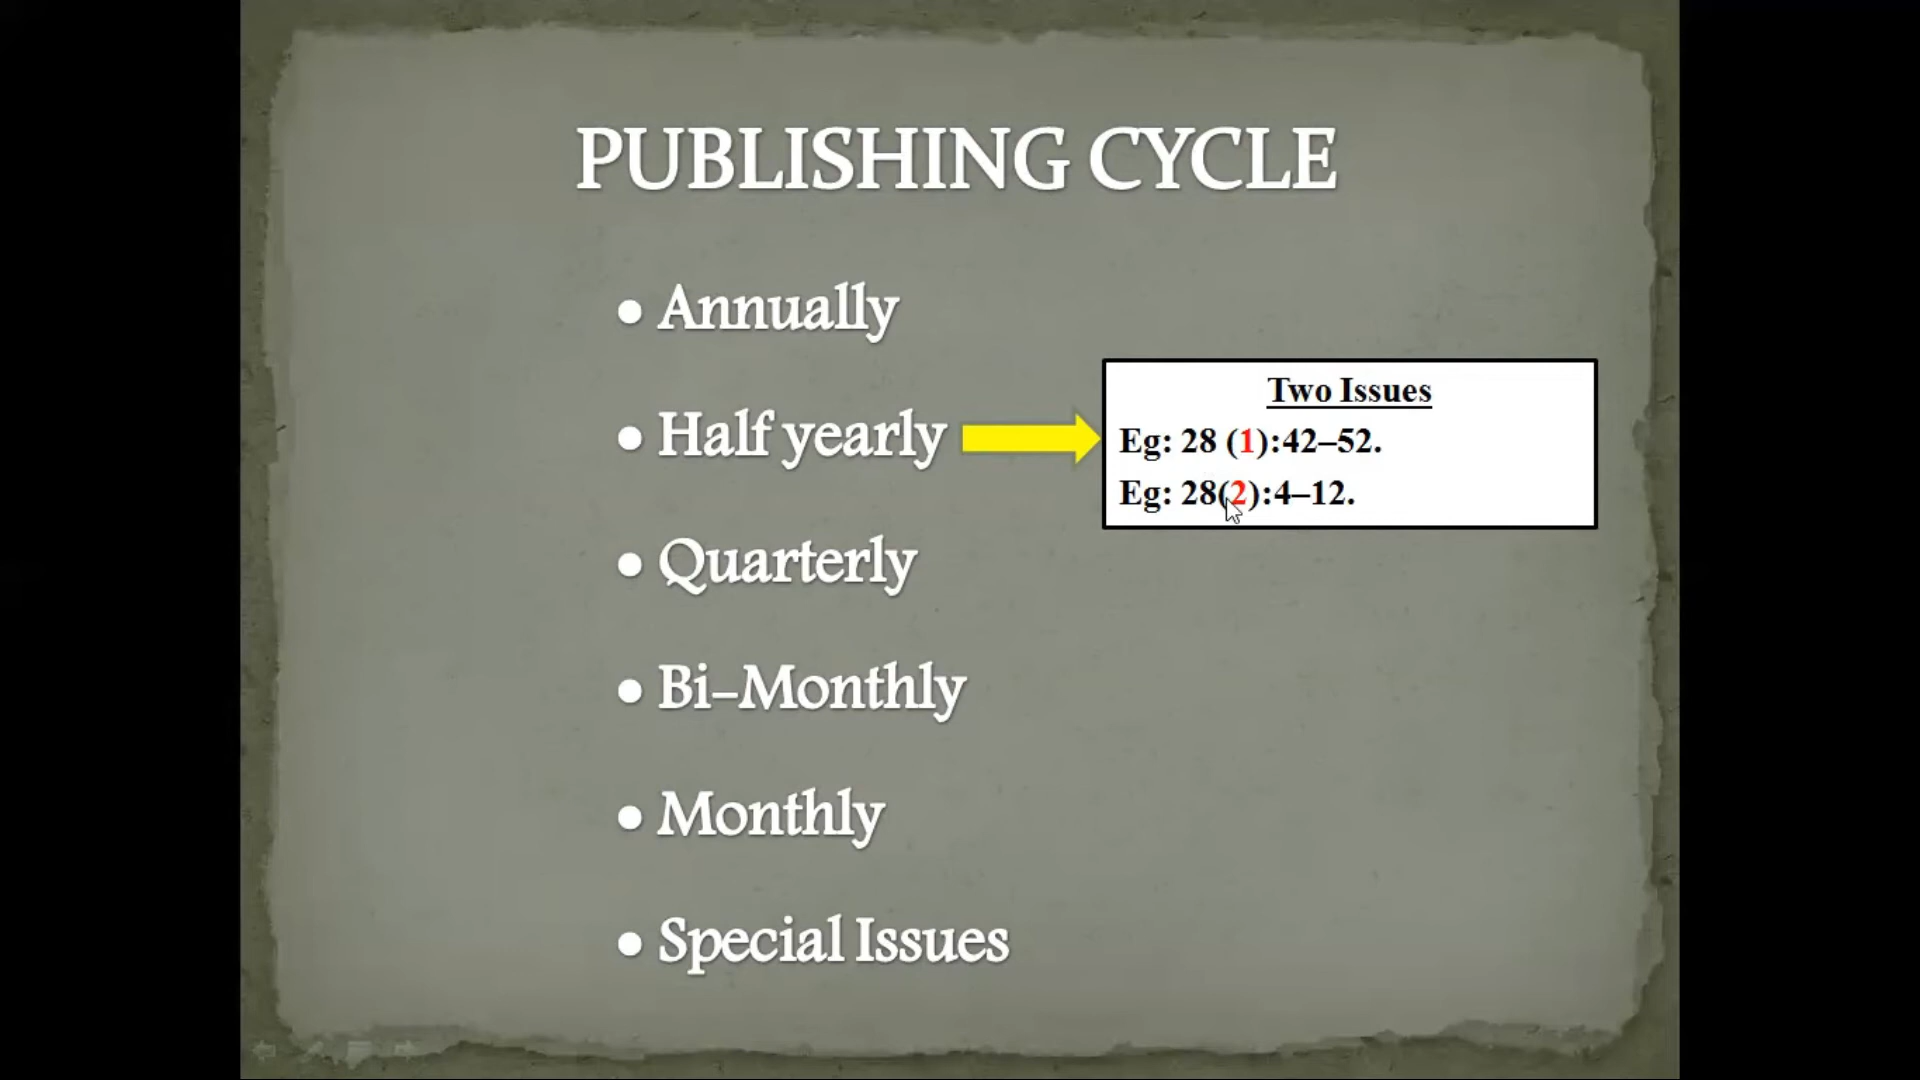 PUBLISHING CYCLE
• Annually
• Half yearly
Two Issues
Eg: 28 (1):42–52.
Eg: 28(2):4–12.
• Quarterly
• Bi-Monthly
• Monthly
• Special Issues